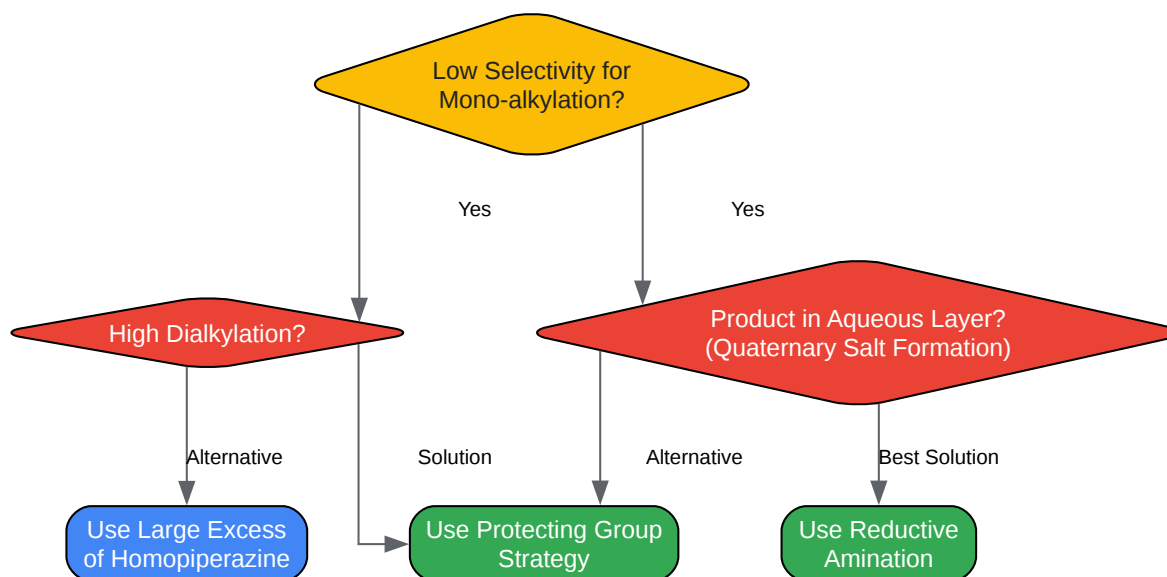 Low Selectivity for
Mono-alkylation?
Yes
Yes
High Dialkylation?
Product in Aqueous Layer?
(Quaternary Salt Formation)
Alternative
Solution
Alternative
Best Solution
Use Large Excess
of Homopiperazine
Use Protecting Group
Strategy
Use Reductive
Amination